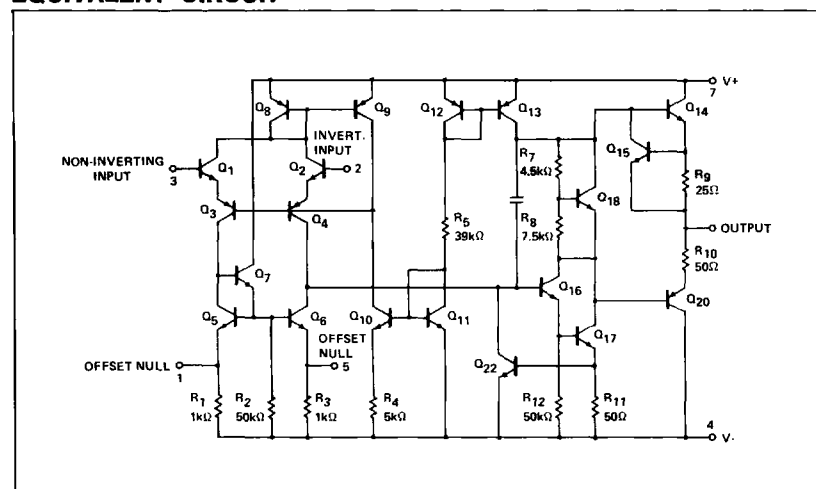 EQUIVALENT CIRCUIT
V+
7
Q8
Q9
Q12
Q13
Q14
INVERT.
INPUT
NON-INVERTING
INPUT
3
Q1
Q2
2
Q15
R7
4.5kΩ
R9
25Ω
Q18
Q3
Q4
R5
39kΩ
R8
7.5kΩ
OUTPUT
R10
50Ω
Q7
Q16
Q20
Q5
Q6
Q10
Q11
Q17
OFFSET
NULL
OFFSET NULL
1
5
Q22
R1
1kΩ
R2
50kΩ
R3
1kΩ
R4
5kΩ
R12
50kΩ
R11
50Ω
4
V-